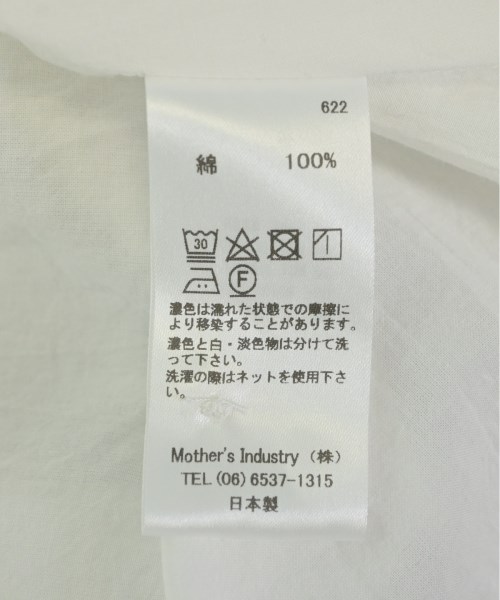 622
綿 100%
30
F
濃色は濡れた状態での摩擦に
より移染することがあります。
濃色と白・淡色物は分けて洗
って下さい。
洗濯の際はネットを使用下さ
い。
Mother's Industry（株）
TEL (06) 6537-1315
日本製